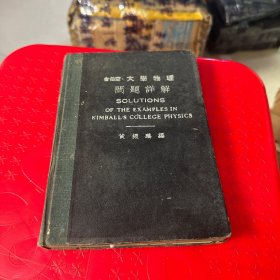 大學物理
問題詳解
SOLUTIONS
OF THE EXAMPLES IN
KIMBALL'S COLLEGE PHYSICS